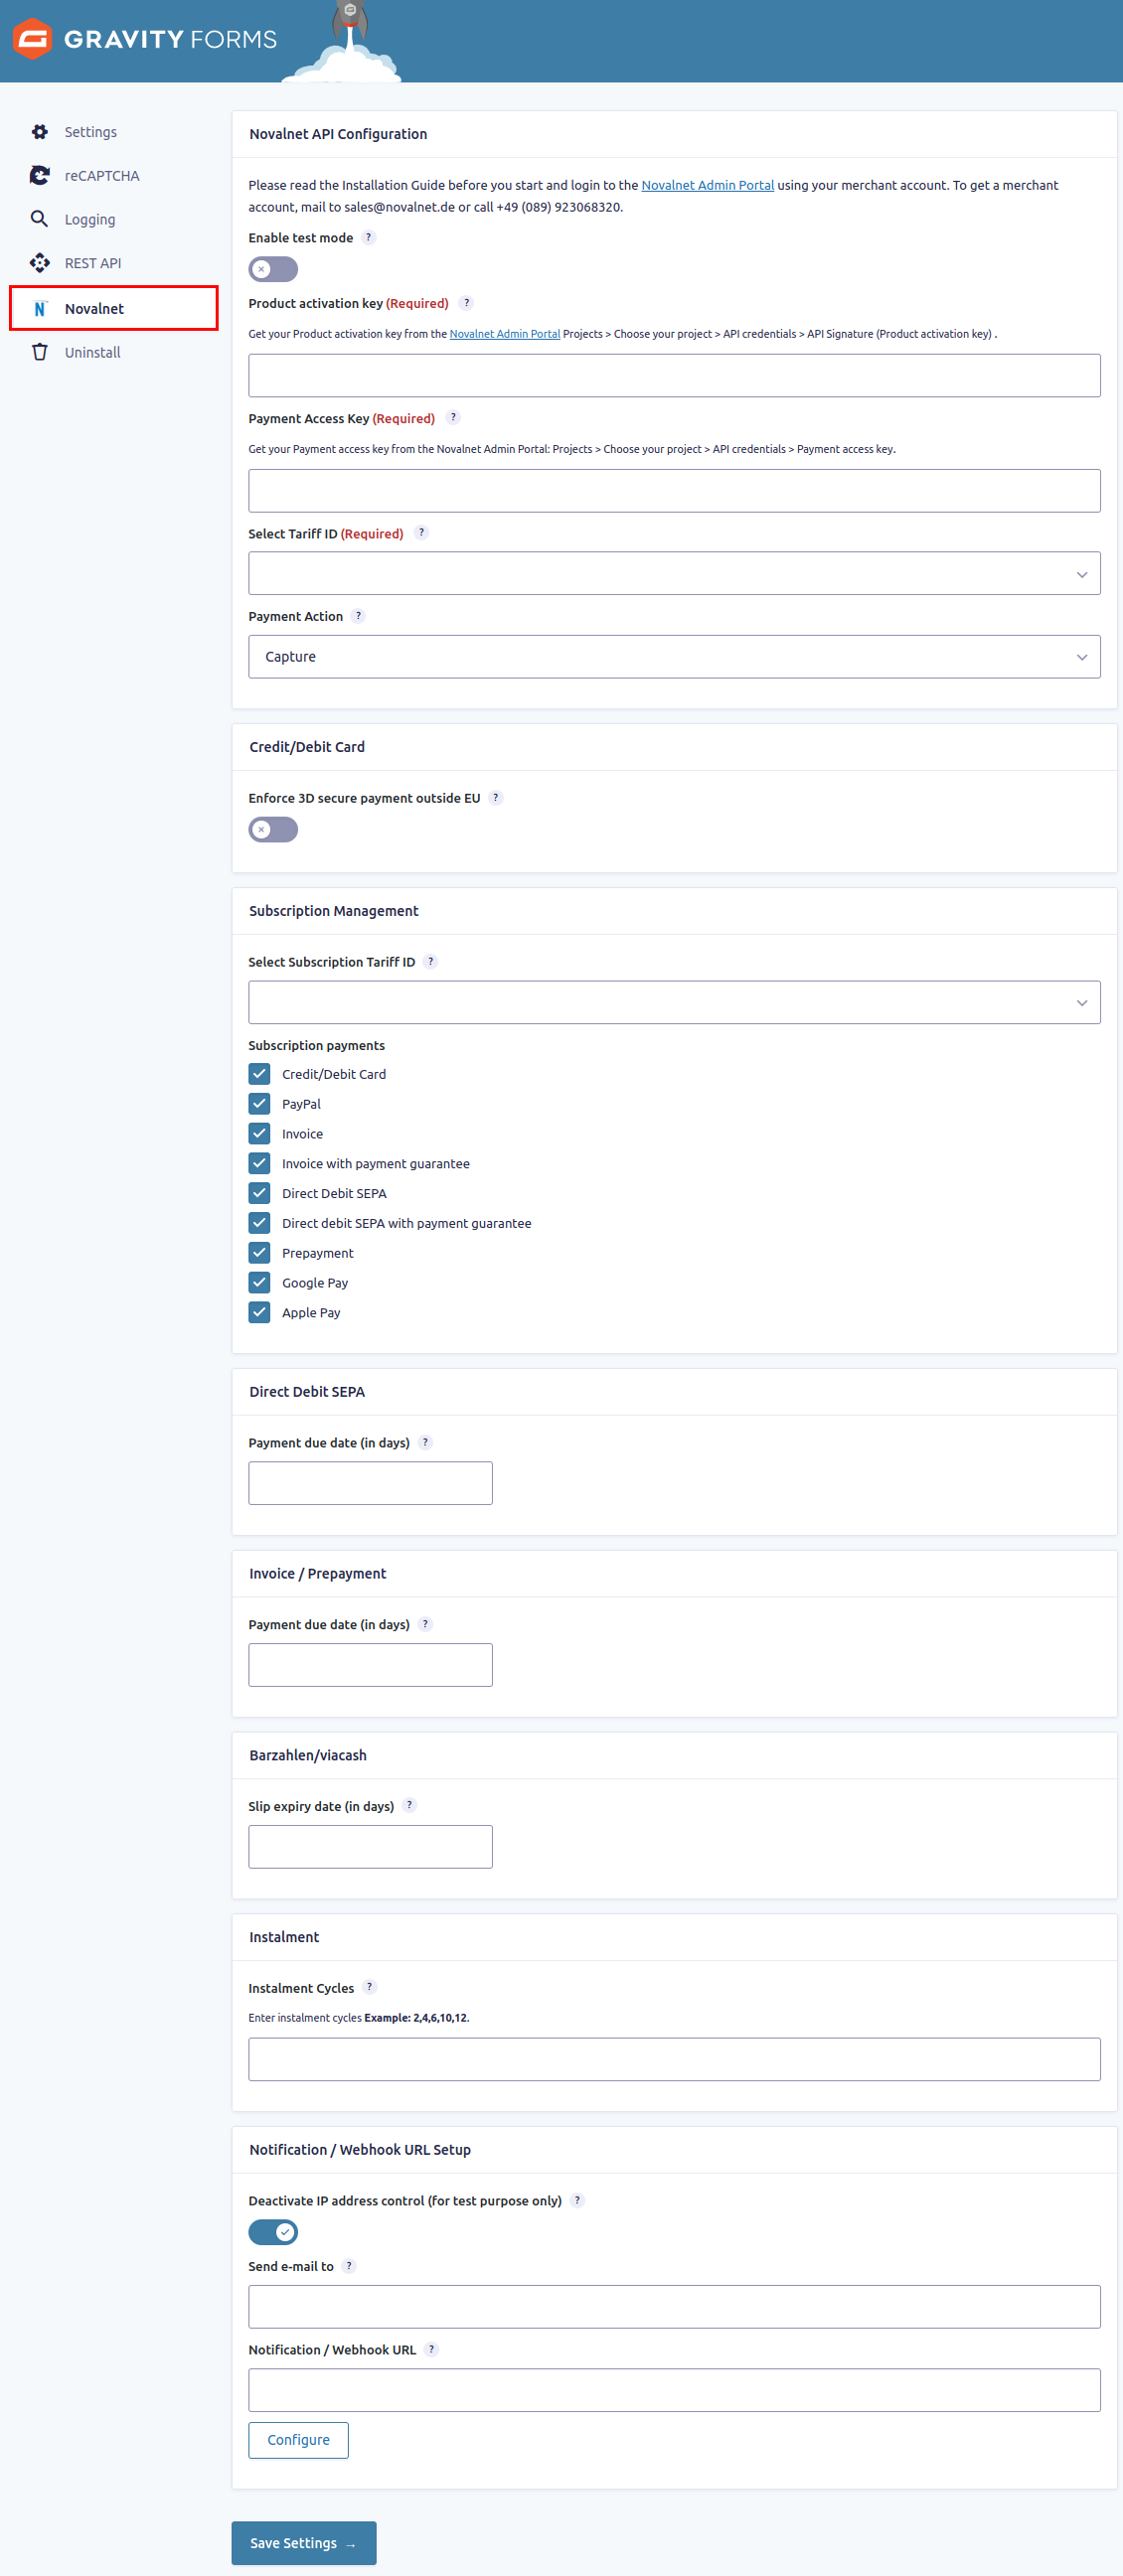 GRAVITY FORMS
Settings
reCAPTCHA
Logging
REST API
Novalnet
Uninstall
Novalnet API Configuration
Please read the Installation Guide before you start and login to the Novalnet Admin Portal using your merchant account. To get a merchant
account, mail to sales@novalnet.de or call +49 (089) 923068320.
Enable test mode ?
Product activation key (Required) ?
Get your Product activation key from the Novalnet Admin Portal Projects > Choose your project > API credentials > API Signature (Product activation key) .
Payment Access Key (Required) ?
Get your Payment access key from the Novalnet Admin Portal: Projects > Choose your project > API credentials > Payment access key.
Select Tariff ID (Required) ?
Payment Action ?
Capture
Credit/Debit Card
Enforce 3D secure payment outside EU ?
Subscription Management
Select Subscription Tariff ID ?
Subscription payments
Credit/Debit Card
PayPal
Invoice
Invoice with payment guarantee
Direct Debit SEPA
Direct debit SEPA with payment guarantee
Prepayment
Google Pay
Apple Pay
Direct Debit SEPA
Payment due date (in days) ?
Invoice / Prepayment
Payment due date (in days) ?
Barzahlen/viacash
Slip expiry date (in days) ?
Instalment
Instalment Cycles ?
Enter instalment cycles Example: 2,4,6,10,12.
Notification / Webhook URL Setup
Deactivate IP address control (for test purpose only) ?
Send e-mail to ?
Notification / Webhook URL ?
Configure
Save Settings →